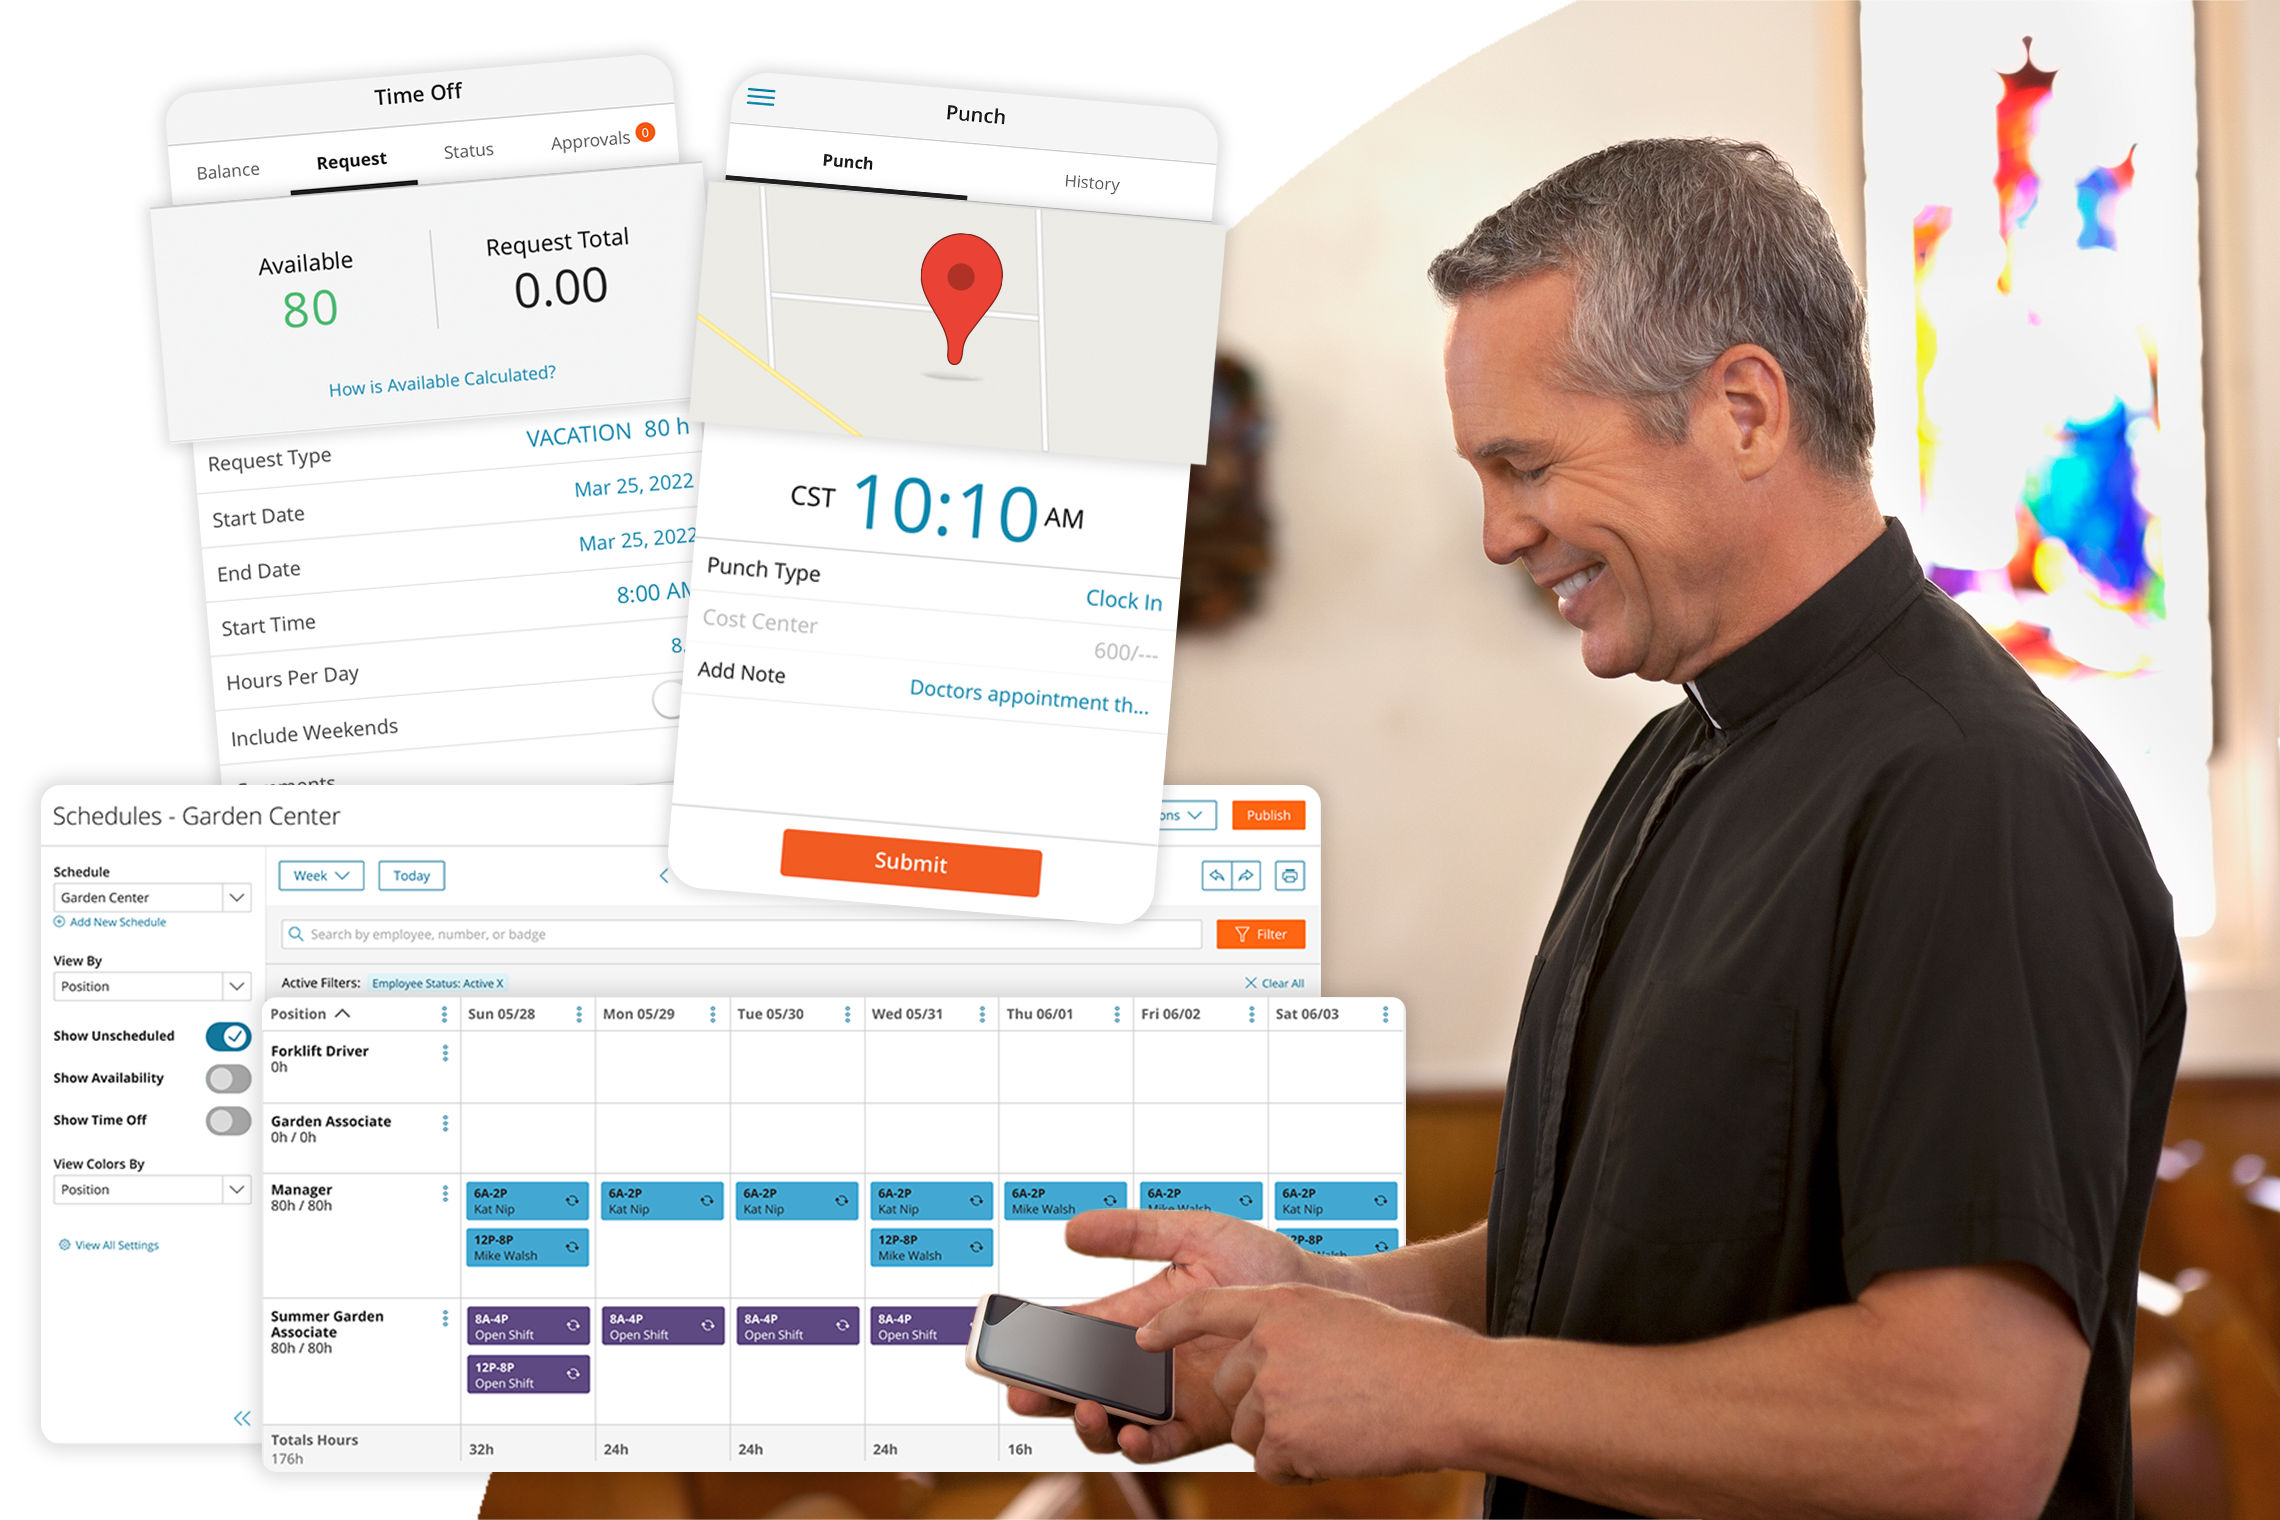 Time Off
Balance
Request
Status
Approvals 0
Available
80
Request Total
0.00
How is Available Calculated?
Request Type VACATION 80 h
Start Date Mar 25, 2022
End Date Mar 25, 2022
Start Time 8:00 AM
Hours Per Day 8.
Include Weekends
Punch
Punch
History
CST 10:10 AM
Punch Type Clock In
Cost Center 600/---
Add Note Doctors appointment th...
Submit
Schedules - Garden Center
Publish
Schedule
Garden Center
Add New Schedule
View By
Position
Show Unscheduled
Show Availability
Show Time Off
View Colors By
Position
View All Settings
Week
Today
Search by employee, number, or badge
Filter
Active Filters: Employee Status: Active X
Clear All
Position Sun 05/28 Mon 05/29 Tue 05/30 Wed 05/31 Thu 06/01 Fri 06/02 Sat 06/03
Forklift Driver
0h
Garden Associate
0h / 0h
Manager
80h / 80h
6A-2P 6A-2P 6A-2P 6A-2P 6A-2P 6A-2P 6A-2P
Kat Nip Kat Nip Kat Nip Kat Nip Mike Walsh Mike Walsh Kat Nip
12P-8P 12P-8P 2P-8P
Mike Walsh Mike Walsh
Summer Garden
Associate
80h / 80h
8A-4P 8A-4P 8A-4P 8A-4P
Open Shift Open Shift Open Shift Open Shift
12P-8P
Open Shift
Totals Hours
176h
32h 24h 24h 24h 16h